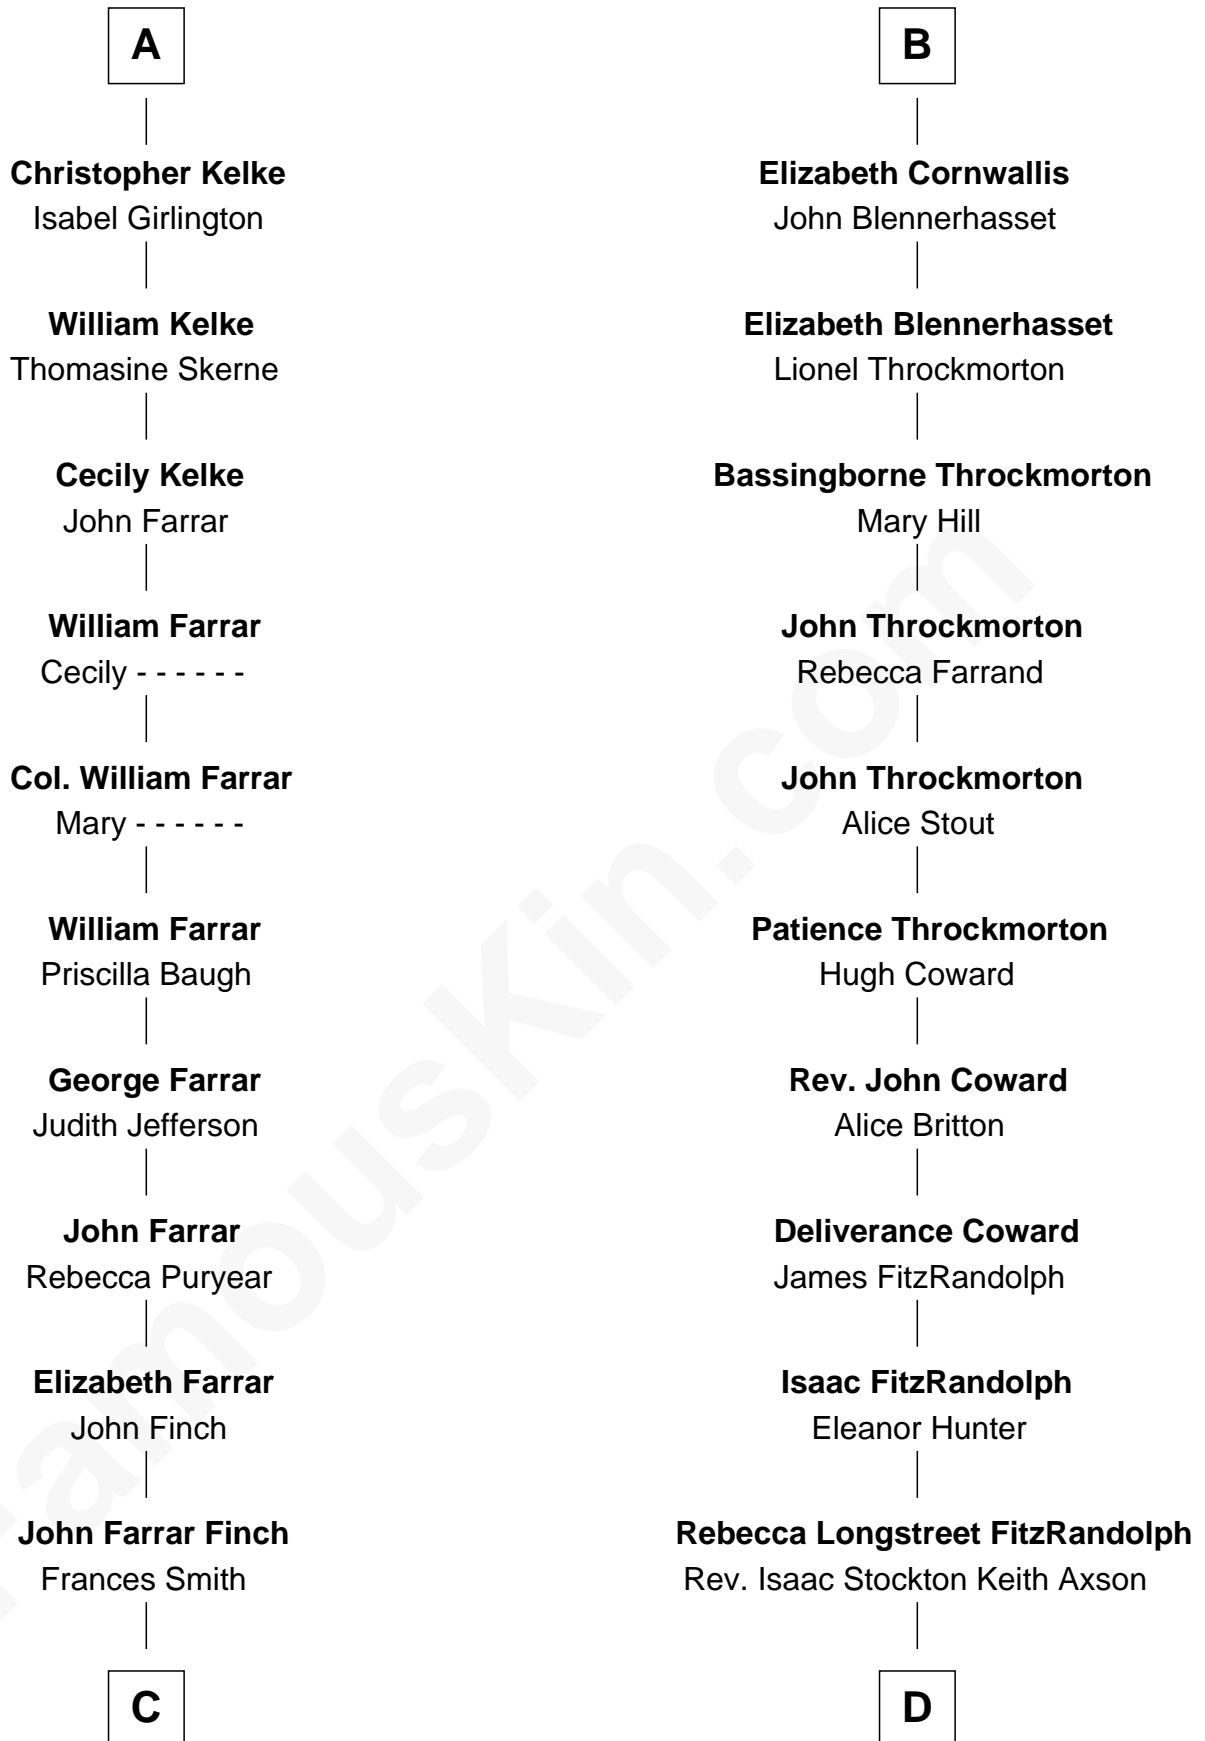 A
Christopher Kelke
Isabel Girlington
William Kelke
Thomasine Skerne
Cecily Kelke
John Farrar
William Farrar
Cecily - - - - - -
Col. William Farrar
Mary - - - - - -
William Farrar
Priscilla Baugh
George Farrar
Judith Jefferson
John Farrar
Rebecca Puryear
Elizabeth Farrar
John Finch
John Farrar Finch
Frances Smith
C
B
Elizabeth Cornwallis
John Blennerhasset
Elizabeth Blennerhasset
Lionel Throckmorton
Bassingborne Throckmorton
Mary Hill
John Throckmorton
Rebecca Farrand
John Throckmorton
Alice Stout
Patience Throckmorton
Hugh Coward
Rev. John Coward
Alice Britton
Deliverance Coward
James FitzRandolph
Isaac FitzRandolph
Eleanor Hunter
Rebecca Longstreet FitzRandolph
Rev. Isaac Stockton Keith Axson
D
FamousKin.com